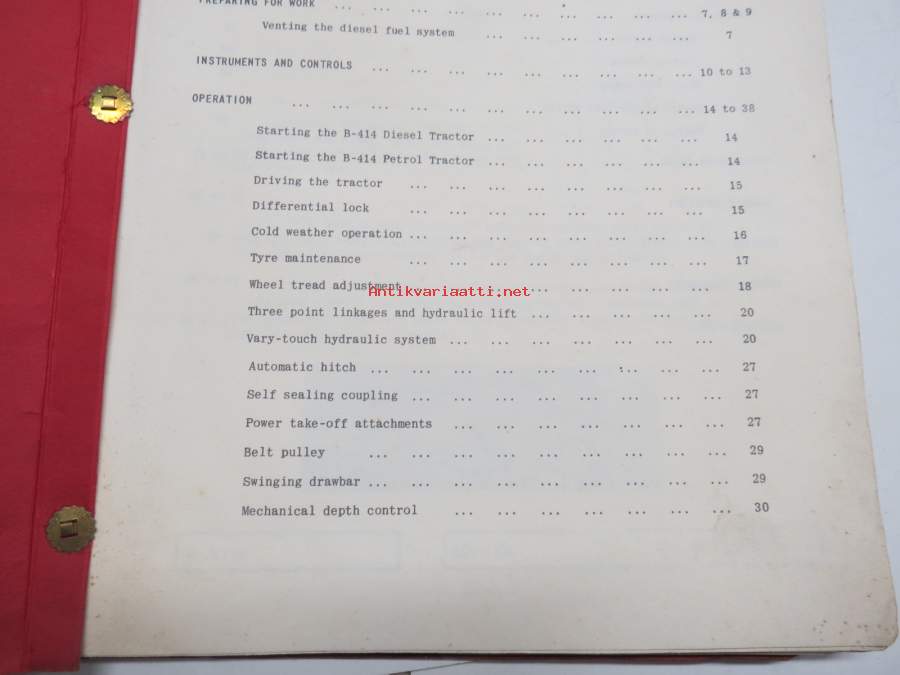 PREPARING FOR WORK ... ... ... ... ... ... ... ... ... 7, 8 & 9
Venting the diesel fuel system ... ... ... ... ... ... 7
INSTRUMENTS AND CONTROLS ... ... ... ... ... ... ... ... ... 10 to 13
OPERATION ... ... ... ... ... ... ... ... ... ... ... 14 to 38
Starting the B-414 Diesel Tractor ... ... ... ... ... ... 14
Starting the B-414 Petrol Tractor ... ... ... ... ... ... 14
Driving the tractor ... ... ... ... ... ... ... ... 15
Differential lock ... ... ... ... ... ... ... ... 15
Cold weather operation ... ... ... ... ... ... ... ... 16
Tyre maintenance ... ... ... ... ... ... ... ... 17
Wheel tread adjustment ... ... ... ... ... 18
Antikvariaatti.net
Three point linkages and hydraulic lift ... ... ... ... ... 20
Vary-touch hydraulic system ... ... ... ... ... ... ... 20
Automatic hitch ... ... ... ... ... ... ... ... ... 27
Self sealing coupling ... ... ... ... ... ... ... ... 27
Power take-off attachments ... ... ... ... ... ... ... 27
Belt pulley ... ... ... ... ... ... ... ... ... 29
Swinging drawbar ... ... ... ... ... ... ... ... ... 29
Mechanical depth control ... ... ... ... ... ... ... 30